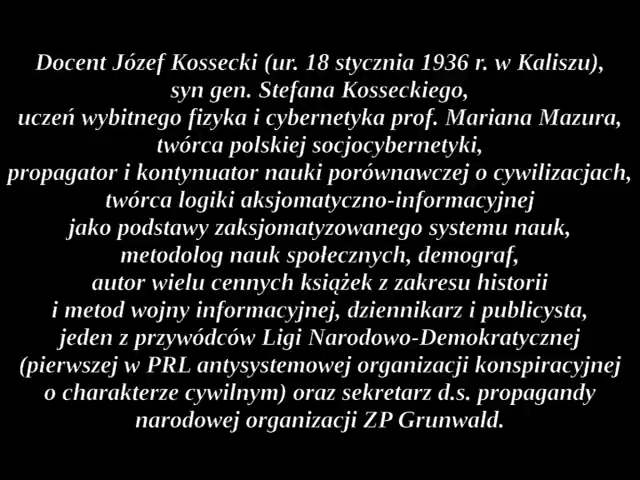 Docent Józef Kossecki (ur. 18 stycznia 1936 r. w Kaliszu),
syn gen. Stefana Kosseckiego,
uczeń wybitnego fizyka i cybernetyka prof. Mariana Mazura,
twórca polskiej socjocybernetyki,
propagator i kontynuator nauki porównawczej o cywilizacjach,
twórca logiki aksjomatyczno-informacyjnej
jako podstawy zaksjomatyzowanego systemu nauk,
metodolog nauk społecznych, demograf,
autor wielu cennych książek z zakresu historii
i metod wojny informacyjnej, dziennikarz i publicysta,
jeden z przywódców Ligi Narodowo-Demokratycznej
(pierwszej w PRL antysystemowej organizacji konspiracyjnej
o charakterze cywilnym) oraz sekretarz d.s. propagandy
narodowej organizacji ZP Grunwald.